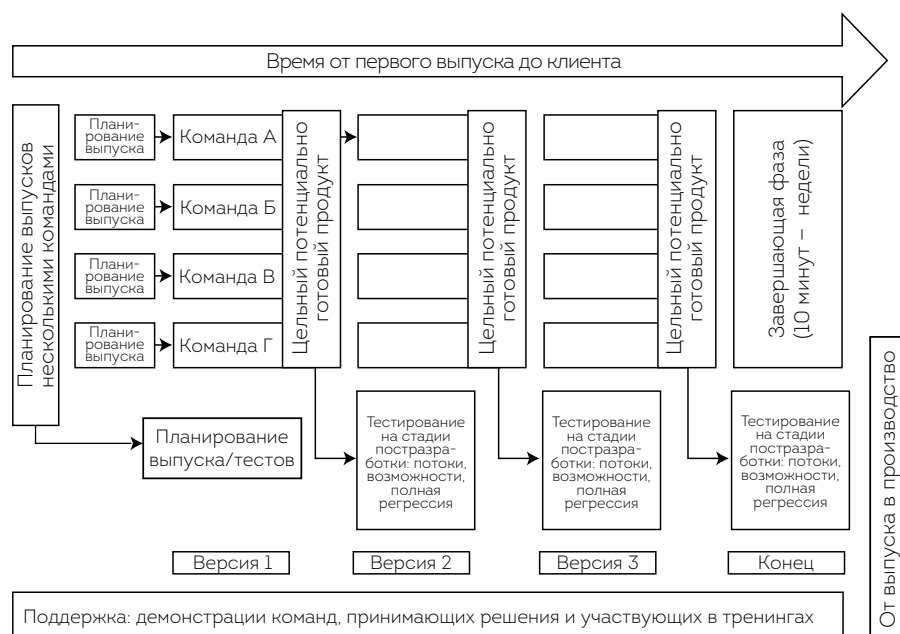 Время от первого выпуска до клиента
Планирование выпусков
несколькими командами
Плани-
рование
выпуска
Команда А
Плани-
рование
выпуска
Команда Б
Плани-
рование
выпуска
Команда В
Плани-
рование
выпуска
Команда Г
Цельный потенциально
готовый продукт
Цельный потенциально
готовый продукт
Цельный потенциально
готовый продукт
Завершающая фаза
(10 минут – недели)
Планирование
выпуска/тестов
Тестирование
на стадии
постразра-
ботки: потоки,
возможности,
полная
регрессия
Тестирование
на стадии
постразра-
ботки: потоки,
возможности,
полная
регрессия
Тестирование
на стадии
постразра-
ботки: потоки,
возможности,
полная
регрессия
Версия 1
Версия 2
Версия 3
Конец
От выпуска в производство
Поддержка: демонстрации команд, принимающих решения и участвующих в тренингах